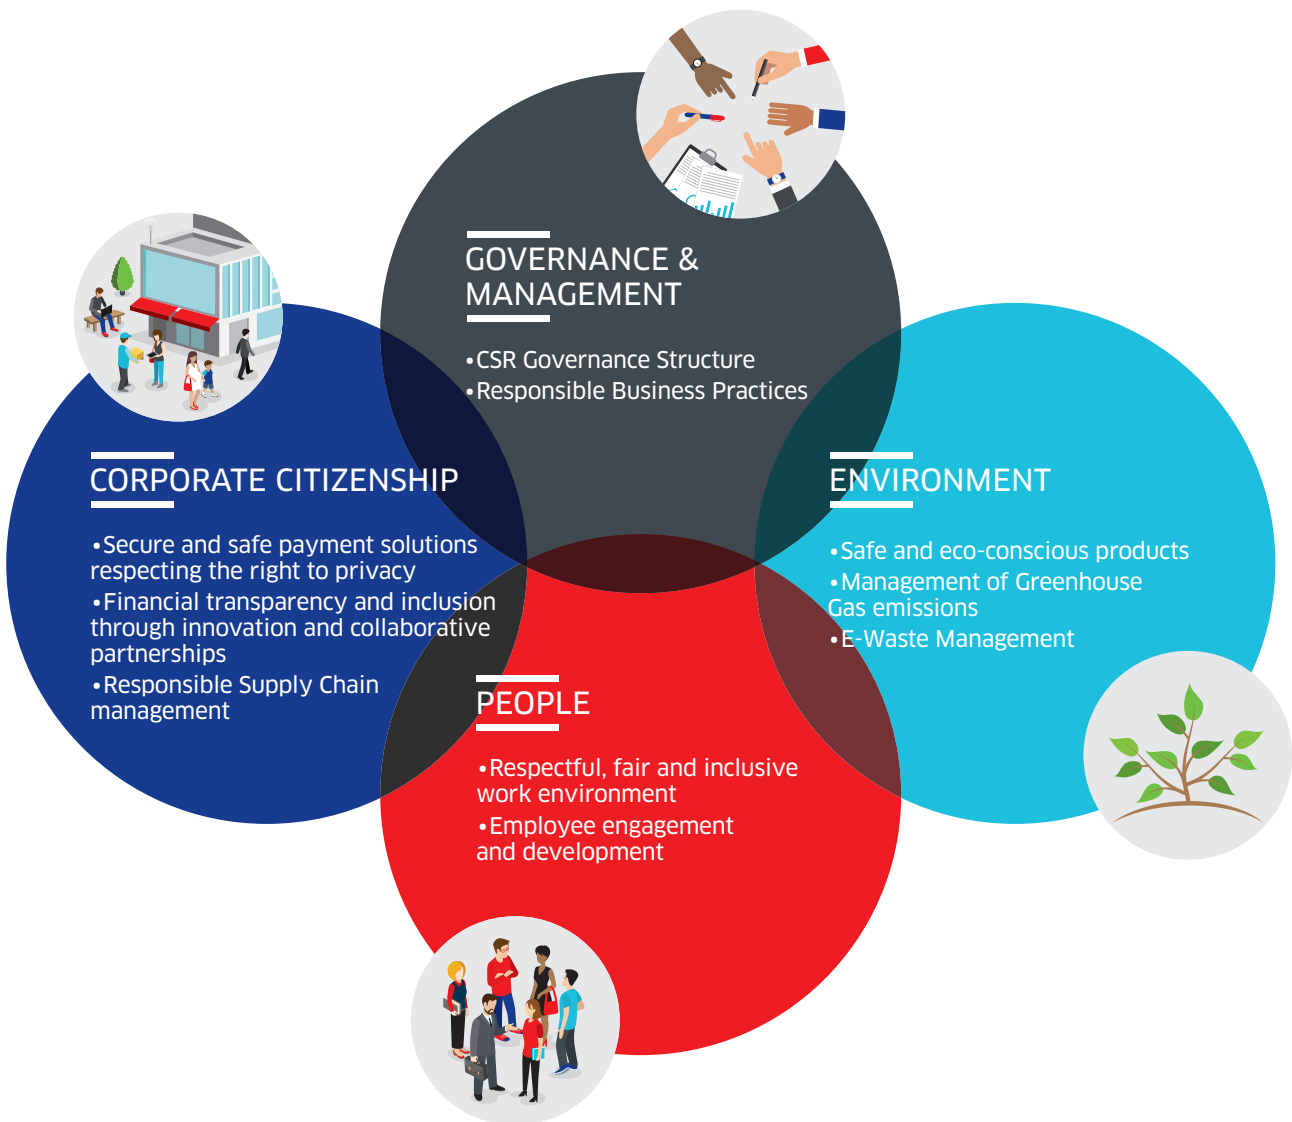 GOVERNANCE &
MANAGEMENT
•CSR Governance Structure
•Responsible Business Practices
CORPORATE CITIZENSHIP
•Secure and safe payment solutions
respecting the right to privacy
•Financial transparency and inclusion
through innovation and collaborative
partnerships
•Responsible Supply Chain
management
ENVIRONMENT
•Safe and eco-conscious products
•Management of Greenhouse
Gas emissions
•E-Waste Management
PEOPLE
•Respectful, fair and inclusive
work environment
•Employee engagement
and development